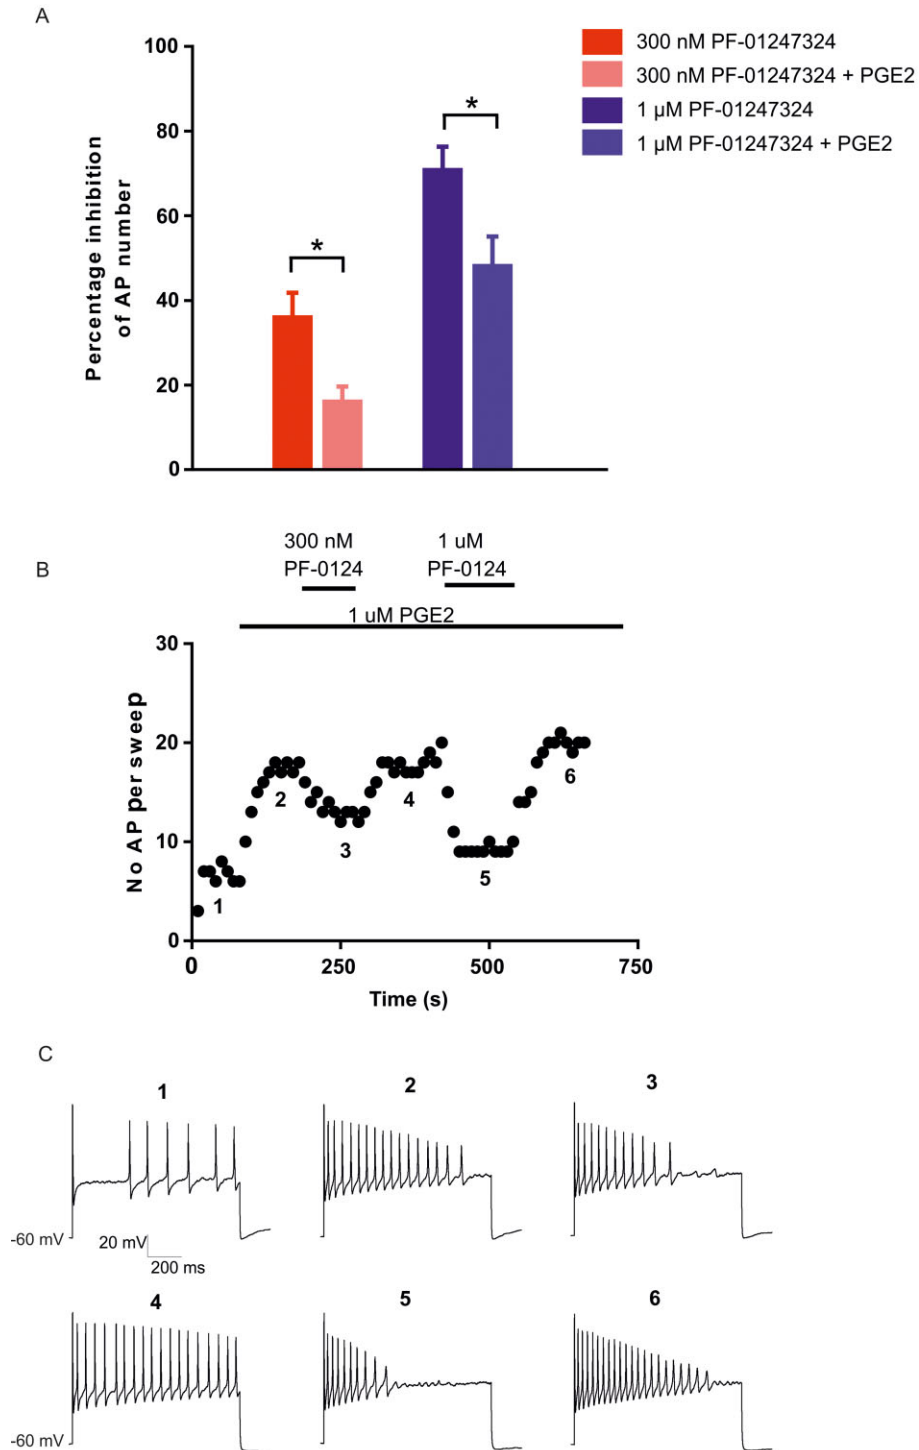 A
100
80
60
40
20
0
Percentage inhibition
of AP number
*
*
300 nM PF-01247324
300 nM PF-01247324 + PGE2
1 µM PF-01247324
1 µM PF-01247324 + PGE2
B
300 nM
PF-0124
1 uM
PF-0124
1 uM PGE2
30
20
10
0
No AP per sweep
1
2
3
4
5
6
0
250
500
750
Time (s)
C
1
2
3
-60 mV
20 mV
200 ms
4
5
6
-60 mV